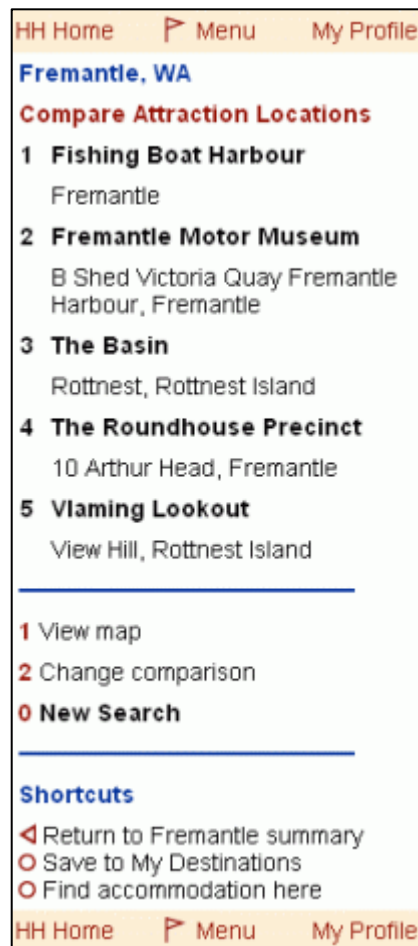 HH Home Menu My Profile
Fremantle, WA
Compare Attraction Locations
1 Fishing Boat Harbour
Fremantle
2 Fremantle Motor Museum
B Shed Victoria Quay Fremantle
Harbour, Fremantle
3 The Basin
Rottnest, Rottnest Island
4 The Roundhouse Precinct
10 Arthur Head, Fremantle
5 Vlaming Lookout
View Hill, Rottnest Island
1 View map
2 Change comparison
0 New Search
Shortcuts
Return to Fremantle summary
Save to My Destinations
Find accommodation here
HH Home Menu My Profile